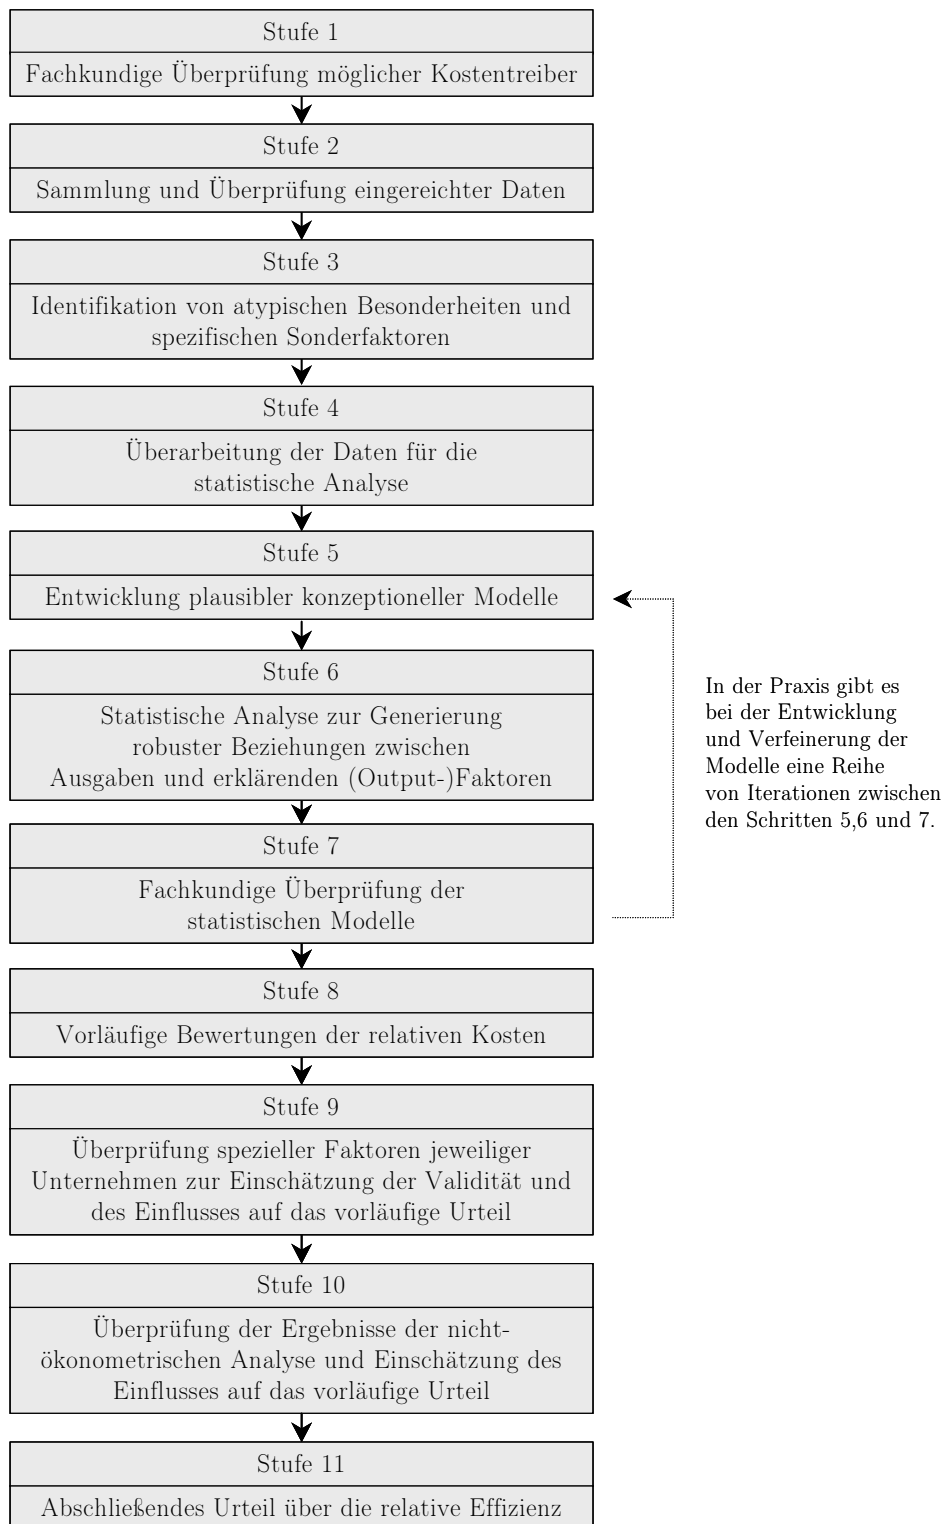 Stufe 1
Fachkundige Überprüfung möglicher Kostentreiber
Stufe 2
Sammlung und Überprüfung eingereichter Daten
Stufe 3
Identifikation von atypischen Besonderheiten und
spezifischen Sonderfaktoren
Stufe 4
Überarbeitung der Daten für die
statistische Analyse
Stufe 5
Entwicklung plausibler konzeptioneller Modelle
Stufe 6
Statistische Analyse zur Generierung
robuster Beziehungen zwischen
Ausgaben und erklärenden (Output-)Faktoren
Stufe 7
Fachkundige Überprüfung der
statistischen Modelle
In der Praxis gibt es
bei der Entwicklung
und Verfeinerung der
Modelle eine Reihe
von Iterationen zwischen
den Schritten 5,6 und 7.
Stufe 8
Vorläufige Bewertungen der relativen Kosten
Stufe 9
Überprüfung spezieller Faktoren jeweiliger
Unternehmen zur Einschätzung der Validität und
des Einflusses auf das vorläufige Urteil
Stufe 10
Überprüfung der Ergebnisse der nicht-
ökonometrischen Analyse und Einschätzung des
Einflusses auf das vorläufige Urteil
Stufe 11
Abschließendes Urteil über die relative Effizienz